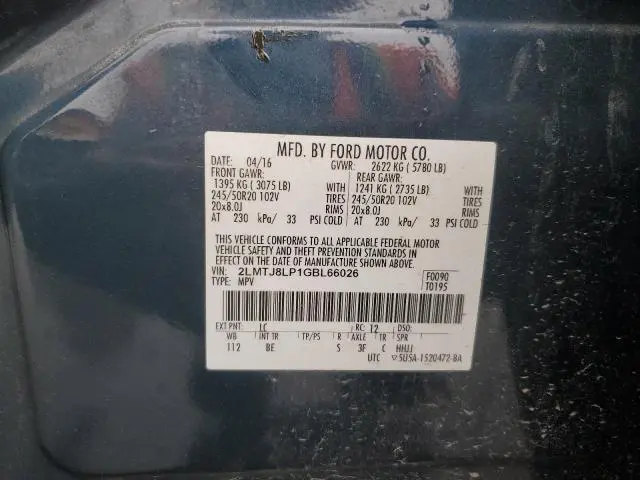 MFD. BY FORD MOTOR CO.
DATE: 04/16 GVWR: 2622 KG ( 5780 LB)
FRONT GAWR: REAR GAWR:
1395 KG ( 3075 LB) WITH 1241 KG ( 2735 LB) WITH
245/50R20 102V TIRES 245/50R20 102V TIRES
20x8.0J RIMS 20x8.0J RIMS
AT 230 kPa/ 33 PSI COLD AT 230 kPa/ 33 PSI COLD
THIS VEHICLE CONFORMS TO ALL APPLICABLE FEDERAL MOTOR
VEHICLE SAFETY AND THEFT PREVENTION STANDARDS IN
EFFECT ON THE DATE OF MANUFACTURE SHOWN ABOVE.
VIN: 2LMTJ8LP1GBL66026 F0090
TYPE: MPV T0195
EXT PNT: LC RC: 12 DSO:
WB INT TR TP/PS R AXLE TR SPR
112 BE S 3F C HHJJ
UTC ▽5U5A-1520472-BA